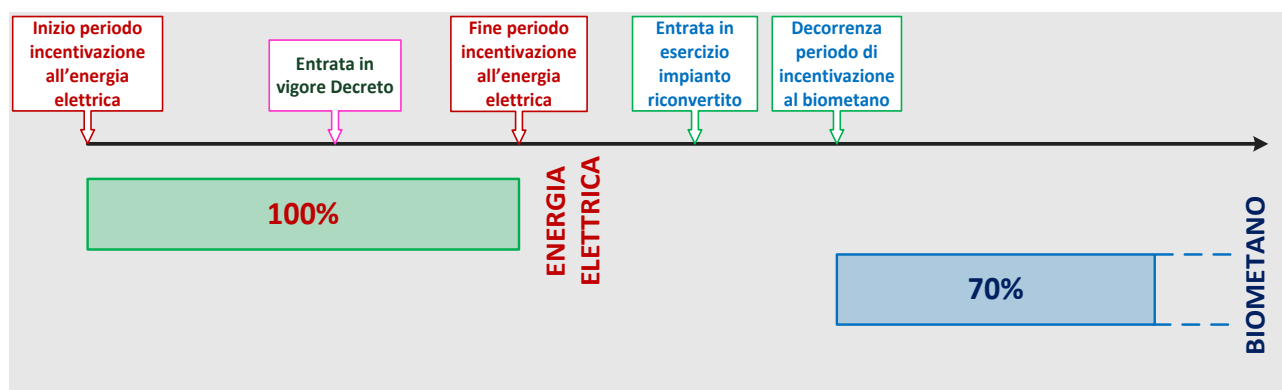 Inizio periodo
incentivazione
all'energia
elettrica
Entrata in
vigore Decreto
Fine periodo
incentivazione
all'energia
elettrica
Entrata in
esercizio
impianto
riconvertito
Decorrenza
periodo di
incentivazione
al biometano
100%
ENERGIA
ELETTRICA
70%
BIOMETANO